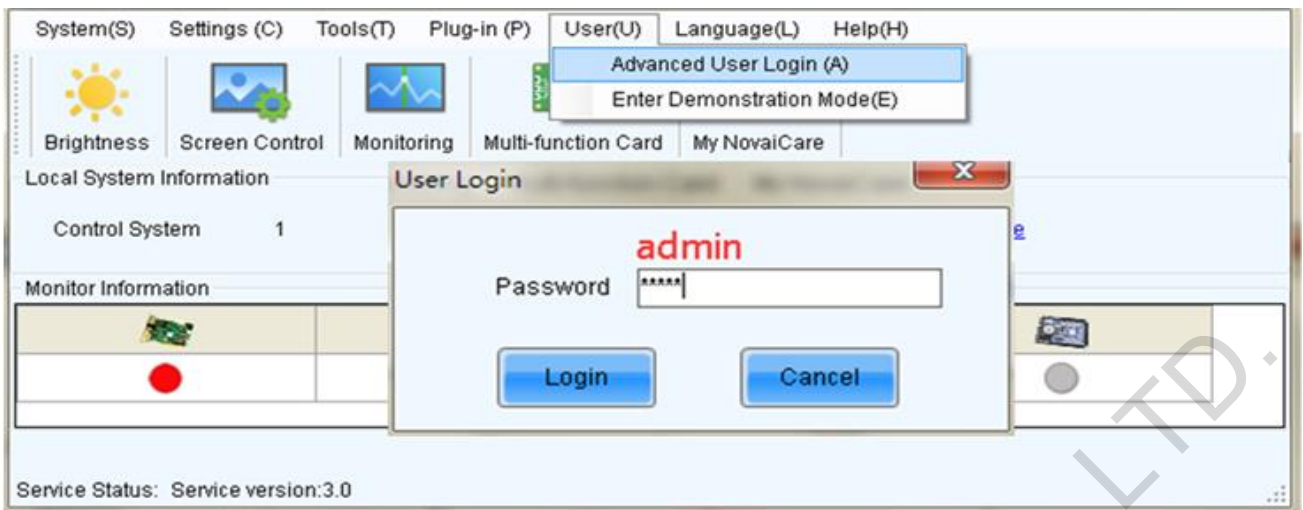 System(S) Settings (C) Tools(T) Plug-in (P) User(U) Language(L) Help(H)
Advanced User Login (A)
Enter Demonstration Mode(E)
Brightness Screen Control Monitoring Multi-function Card My NovaiCare
Local System Information
User Login
Control System 1
e
admin
Password *****
Monitor Information
Login Cancel
LTD.
Service Status: Service version:3.0